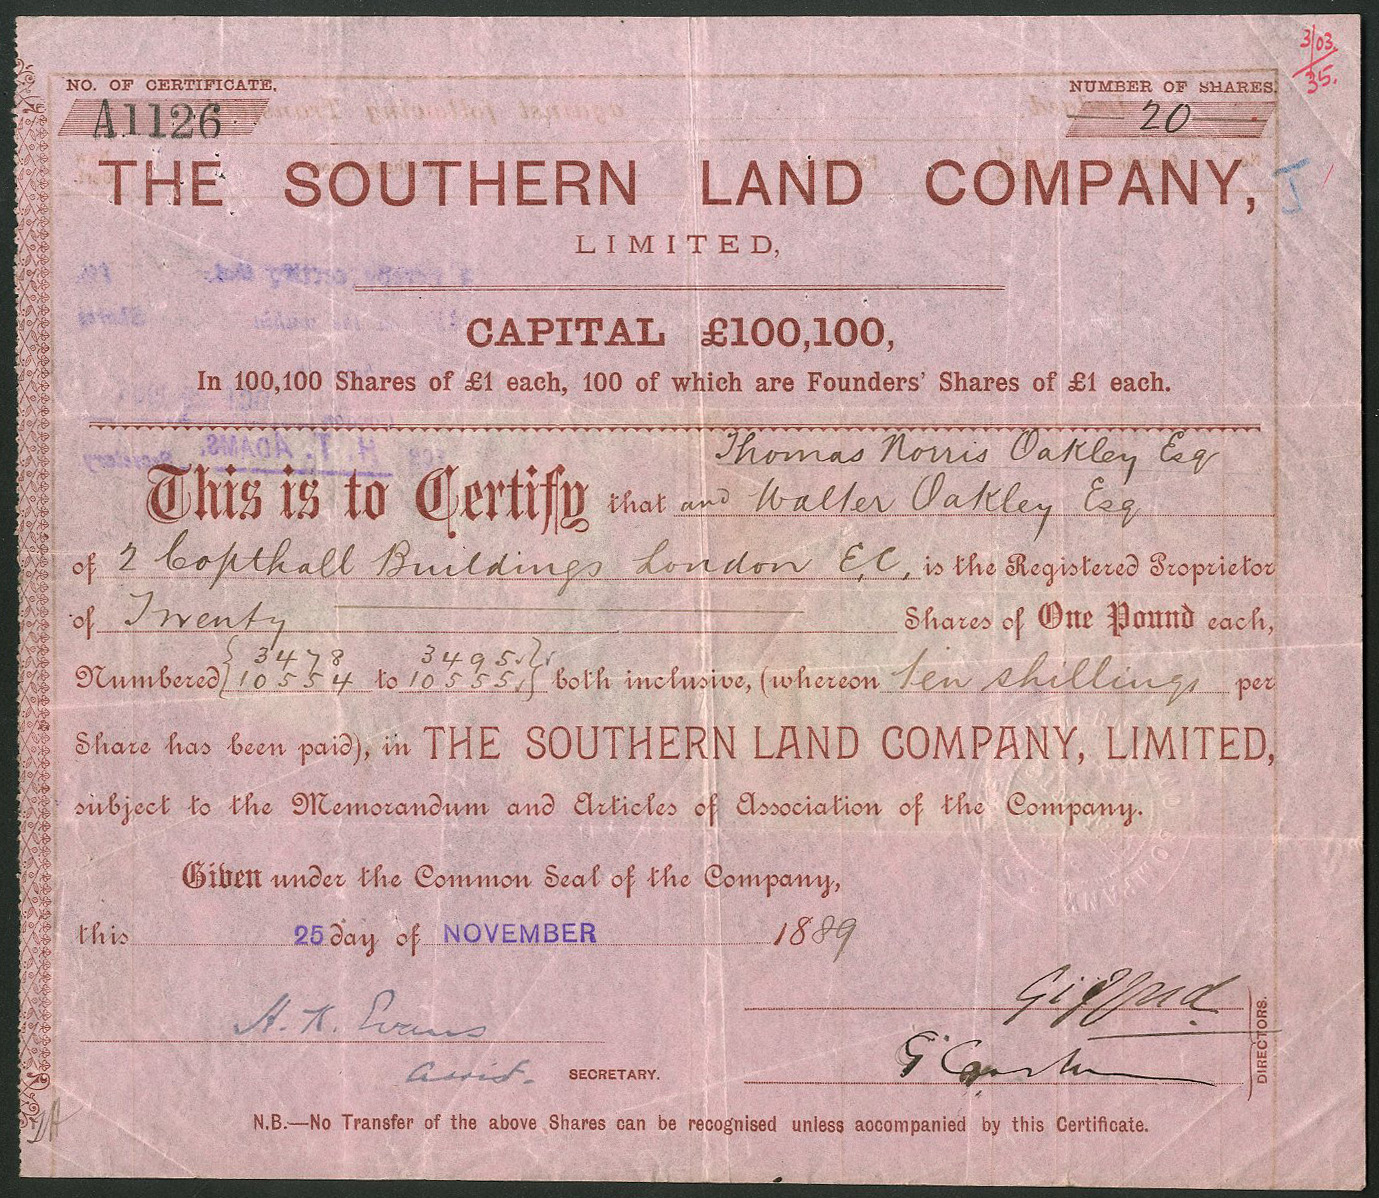 3/03.
35.
NO. OF CERTIFICATE.
A1126
NUMBER OF SHARES.
20
THE SOUTHERN LAND COMPANY,
LIMITED,
CAPITAL £100,100,
In 100,100 Shares of £1 each, 100 of which are Founders' Shares of £1 each.
Thomas Norris Oakley Esq
This is to Certify that and Walter Oakley Esq
of 2 Copthall Buildings London E.C. is the Registered Proprietor
of Twenty Shares of One Pound each,
3478 3495
Numbered 10554 to 10555 both inclusive, (whereon ten shillings per
Share has been paid), in THE SOUTHERN LAND COMPANY, LIMITED,
subject to the Memorandum and Articles of Association of the Company.
Given under the Common Seal of the Company,
this 25 day of NOVEMBER 1889
Gifford
H. K. Evans
assist. SECRETARY.
DIRECTORS.
N.B.—No Transfer of the above Shares can be recognised unless accompanied by this Certificate.